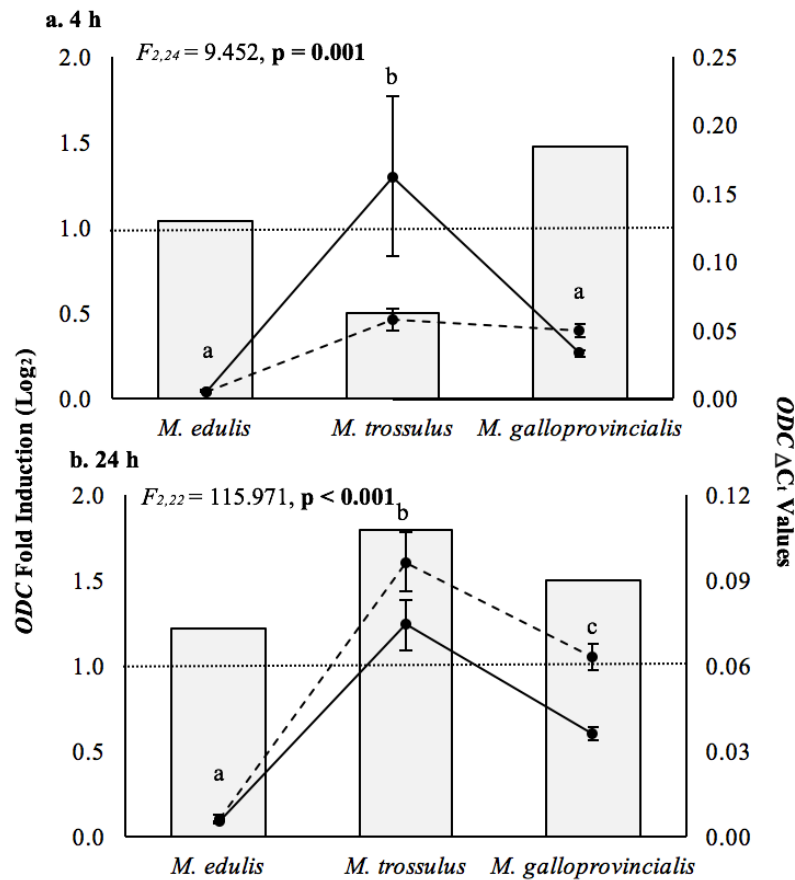 a. 4 h
F2,24 = 9.452, p = 0.001
2.0
1.5
1.0
0.5
0.0
0.25
0.20
0.15
0.10
0.05
0.00
a
b
a
M. edulis
M. trossulus
M. galloprovincialis
ODC Fold Induction (Log2)
ODC ΔCt Values
b. 24 h
F2,22 = 115.971, p < 0.001
2.0
1.5
1.0
0.5
0.0
0.12
0.09
0.06
0.03
0.00
a
b
c
M. edulis
M. trossulus
M. galloprovincialis